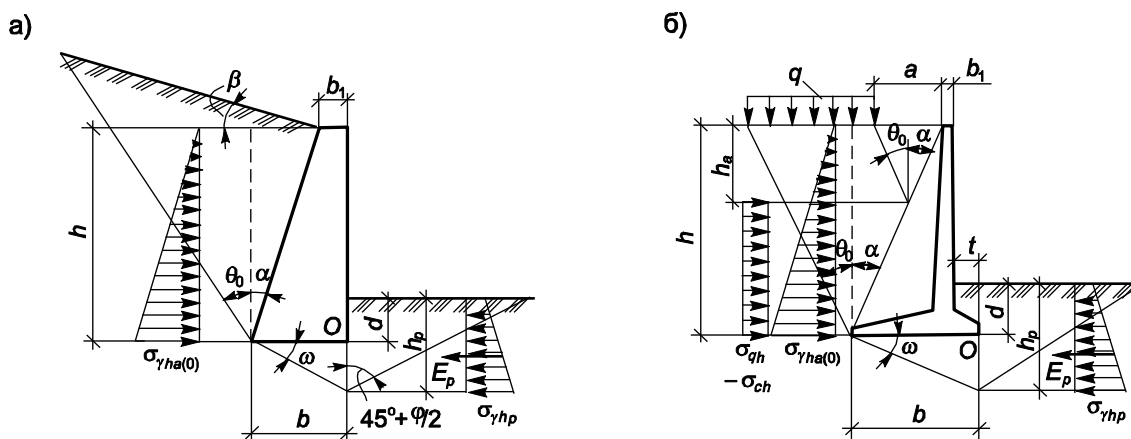 а)
β
b₁
h
θ₀
α
O
d
hₚ
ω
σγha(0)
Eₚ
σγhp
45°+φ/2
b
б)
q
a
b₁
θ₀
α
hₐ
h
θ₀
α
t
d
hₚ
ω
O
σqh
σγha(0)
Eₚ
-σch
σγhp
b